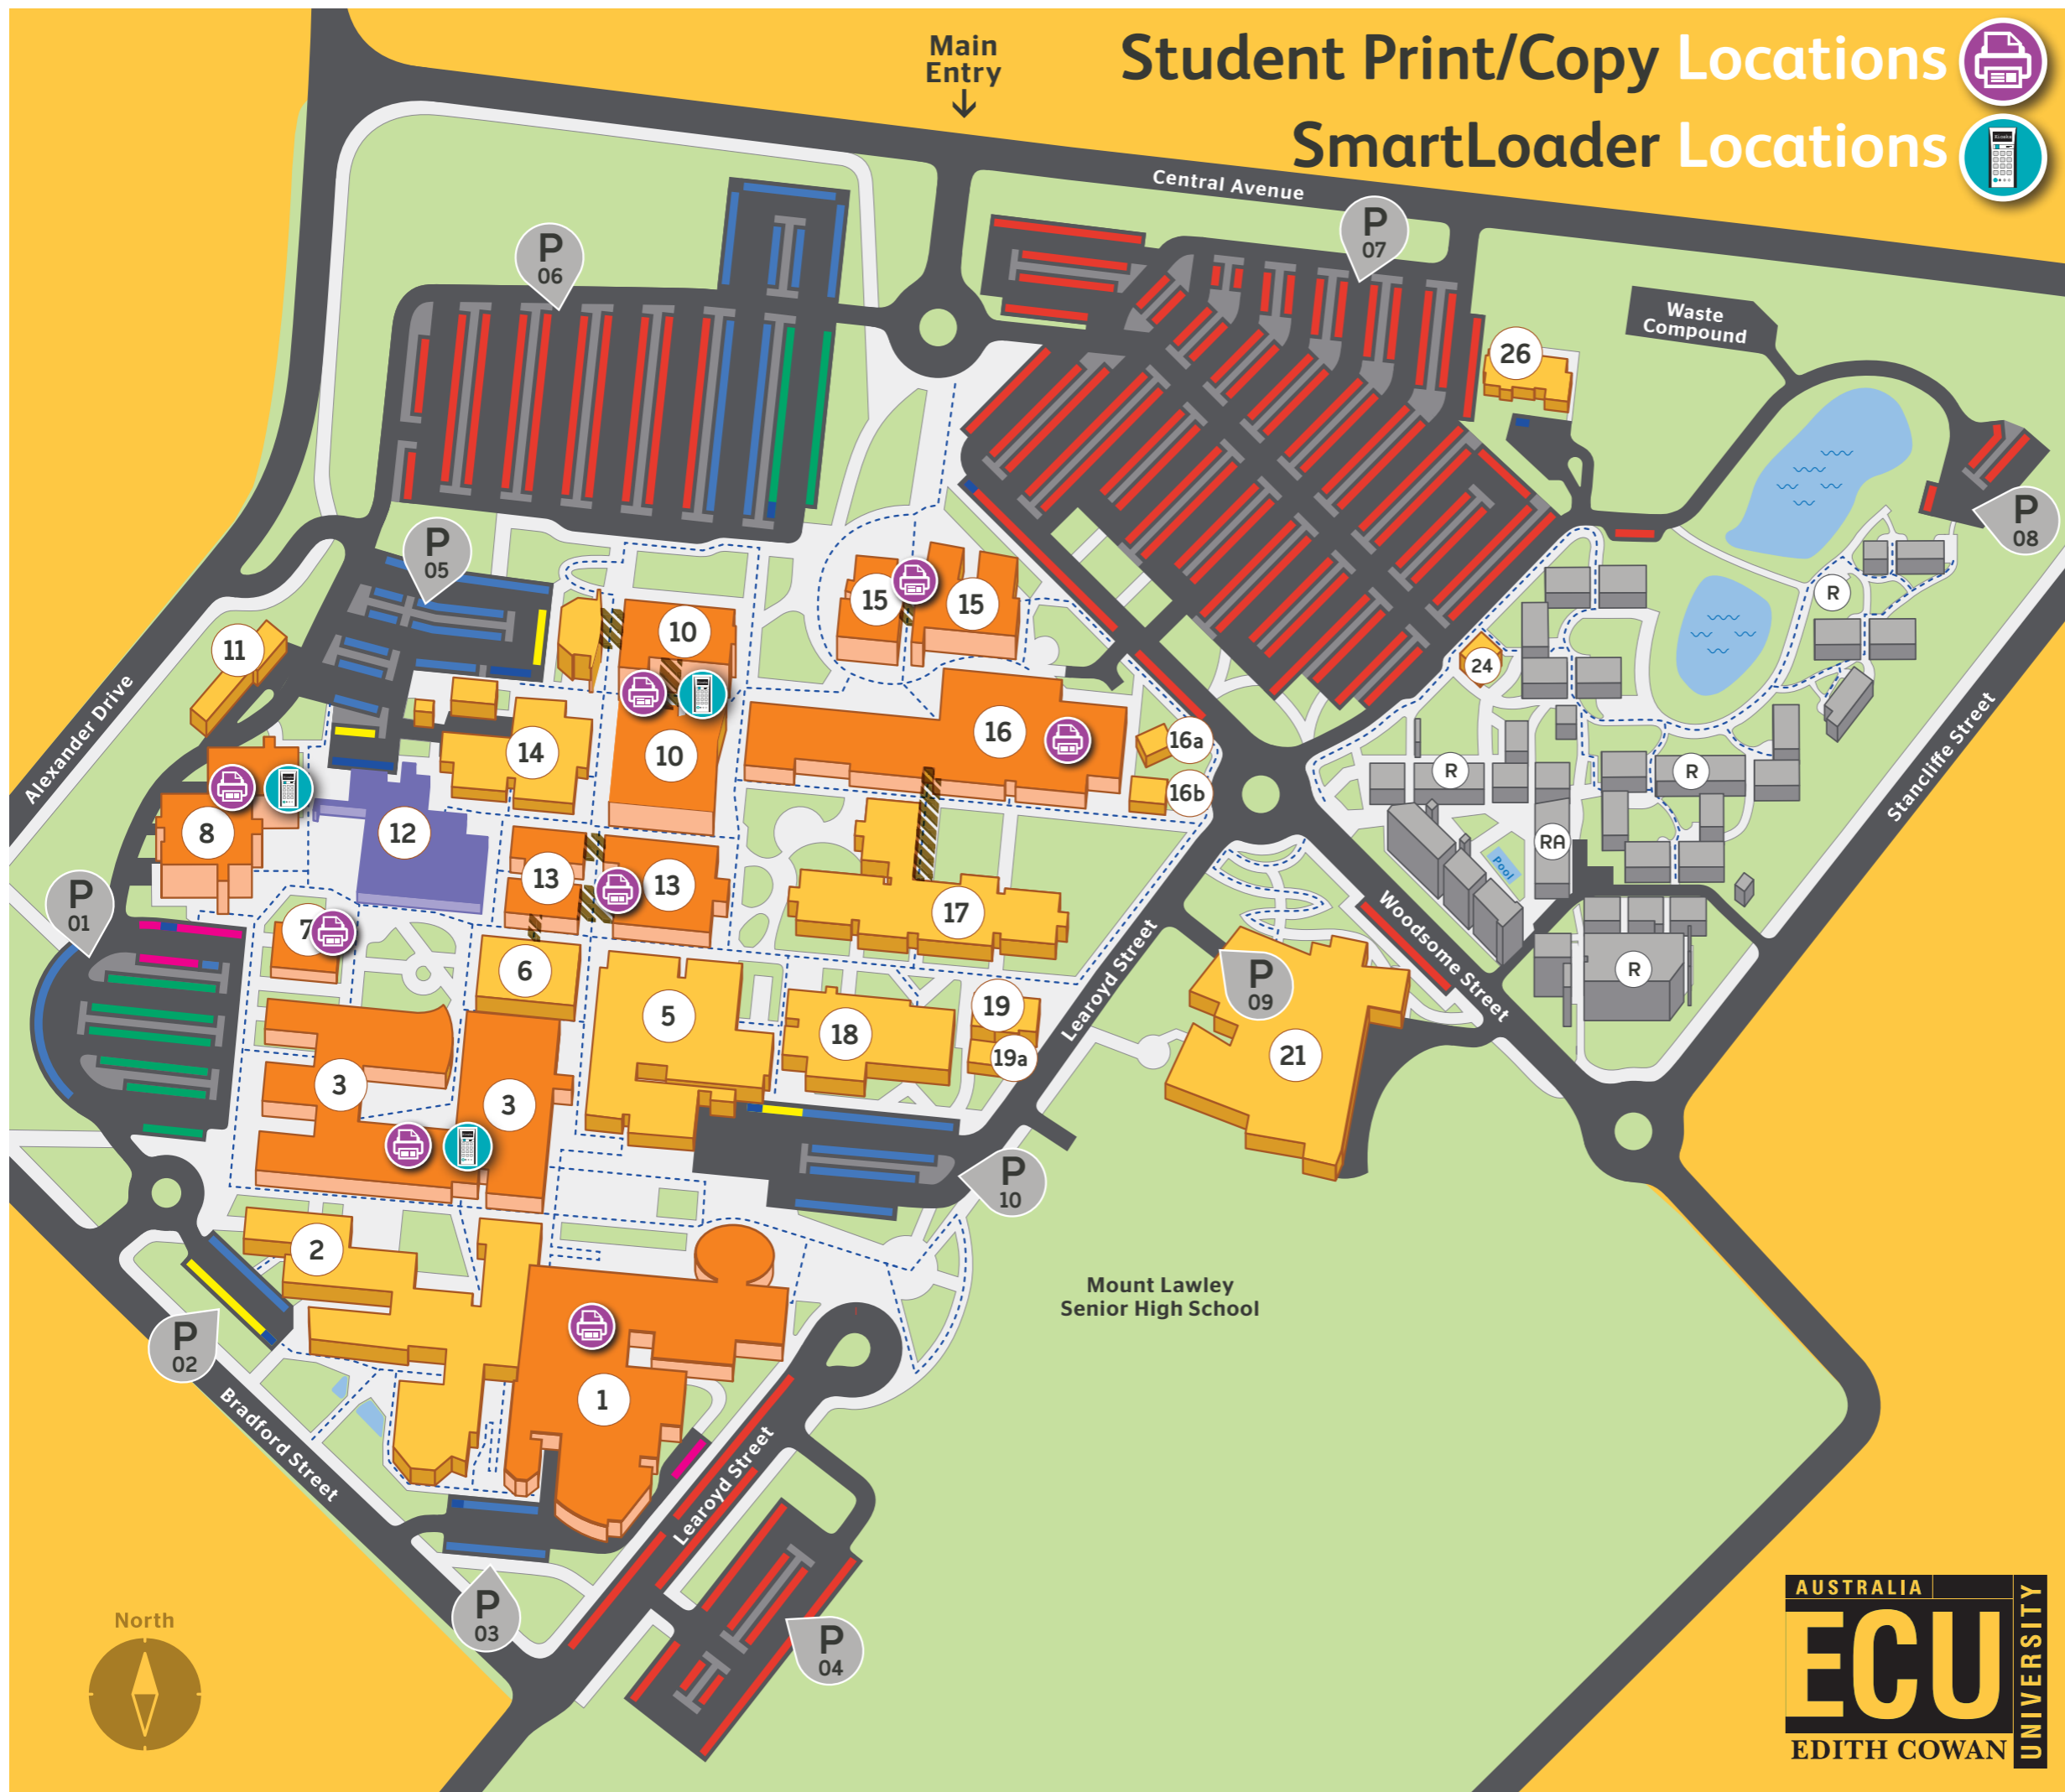 Main
Entry
Student Print/Copy Locations
SmartLoader Locations
Central Avenue
P
07
P
06
Waste
Compound
26
P
08
P
05
R
15
15
10
11
24
16
16a
10
14
R
R
16b
Alexander Drive
Stancliffe Street
8
12
RA
Pool
13
13
P
01
17
Woodsome Street
7
6
R
P
09
5
19
18
Learoyd Street
19a
21
3
3
P
10
2
Mount Lawley
Senior High School
P
02
1
Bradford Street
Learoyd Street
P
03
P
04
North
AUSTRALIA
ECU
UNIVERSITY
EDITH COWAN